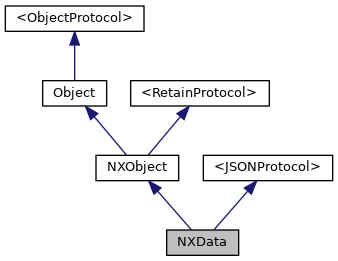 <ObjectProtocol>
Object
<RetainProtocol>
NXObject
<JSONProtocol>
NXData